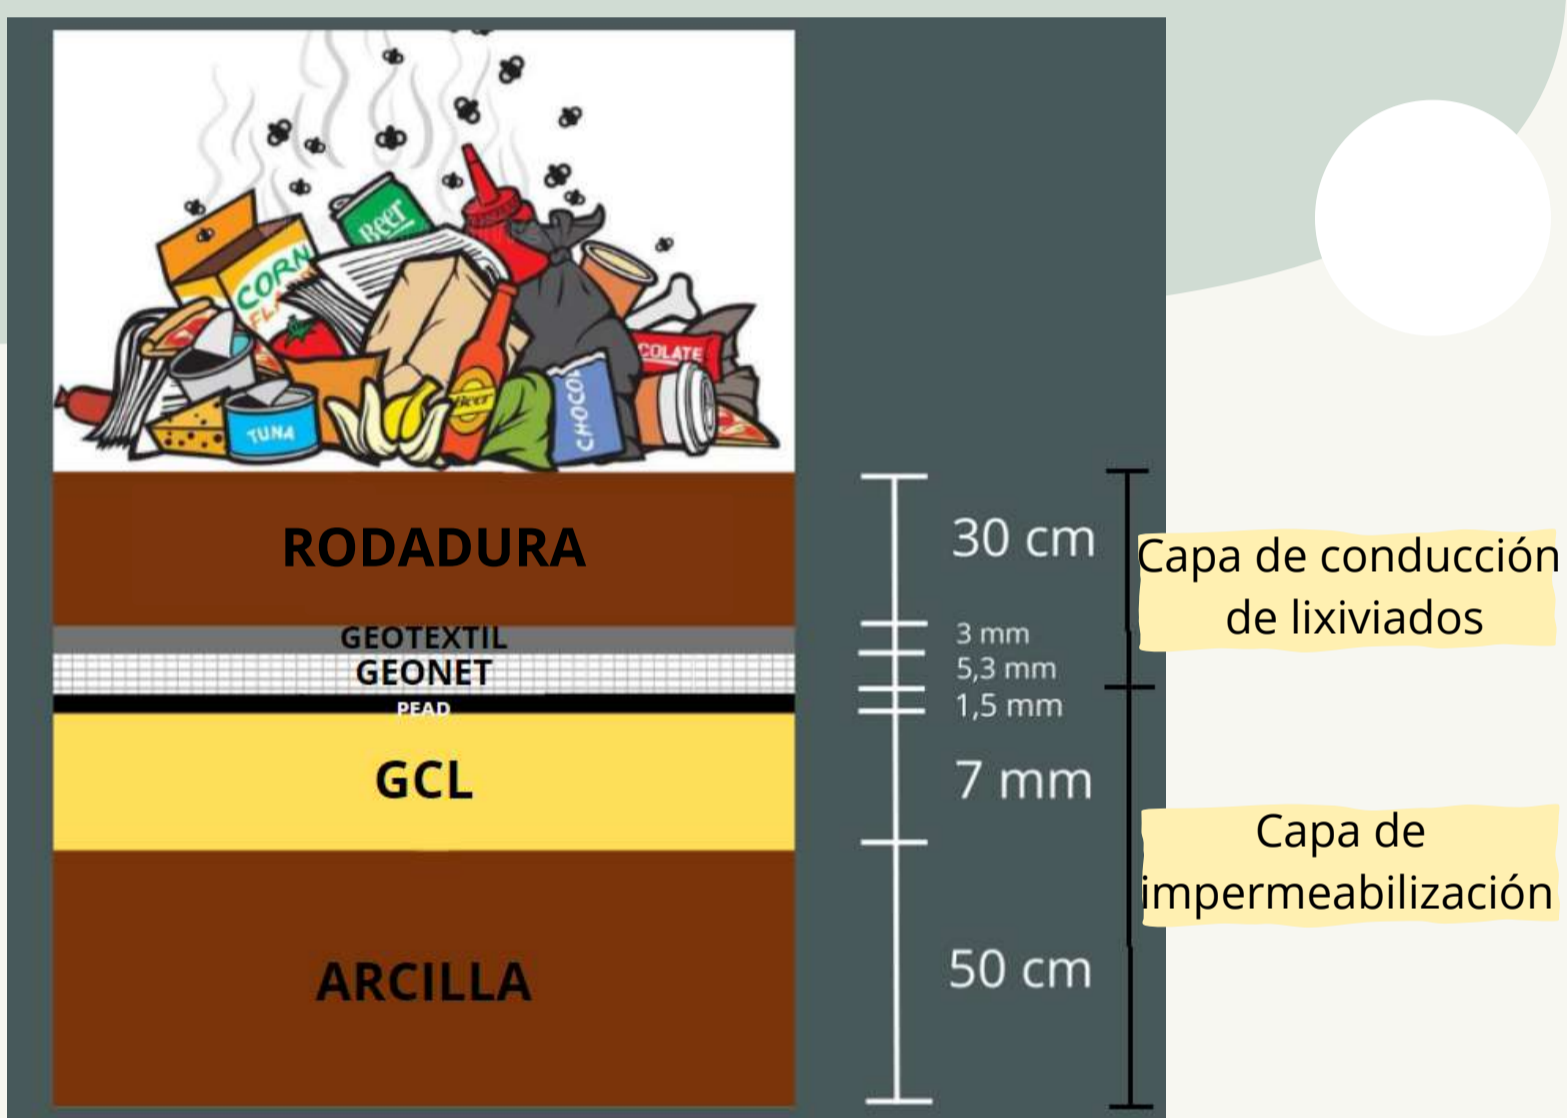 Beer
CORN
FLA
COLATE
TUNA
Beer
CHOCOL
RODADURA
30 cm
Capa de conducción
de lixiviados
GEOTEXTIL
3 mm
GEONET
5,3 mm
PEAD
1,5 mm
GCL
7 mm
Capa de
impermeabilización
ARCILLA
50 cm